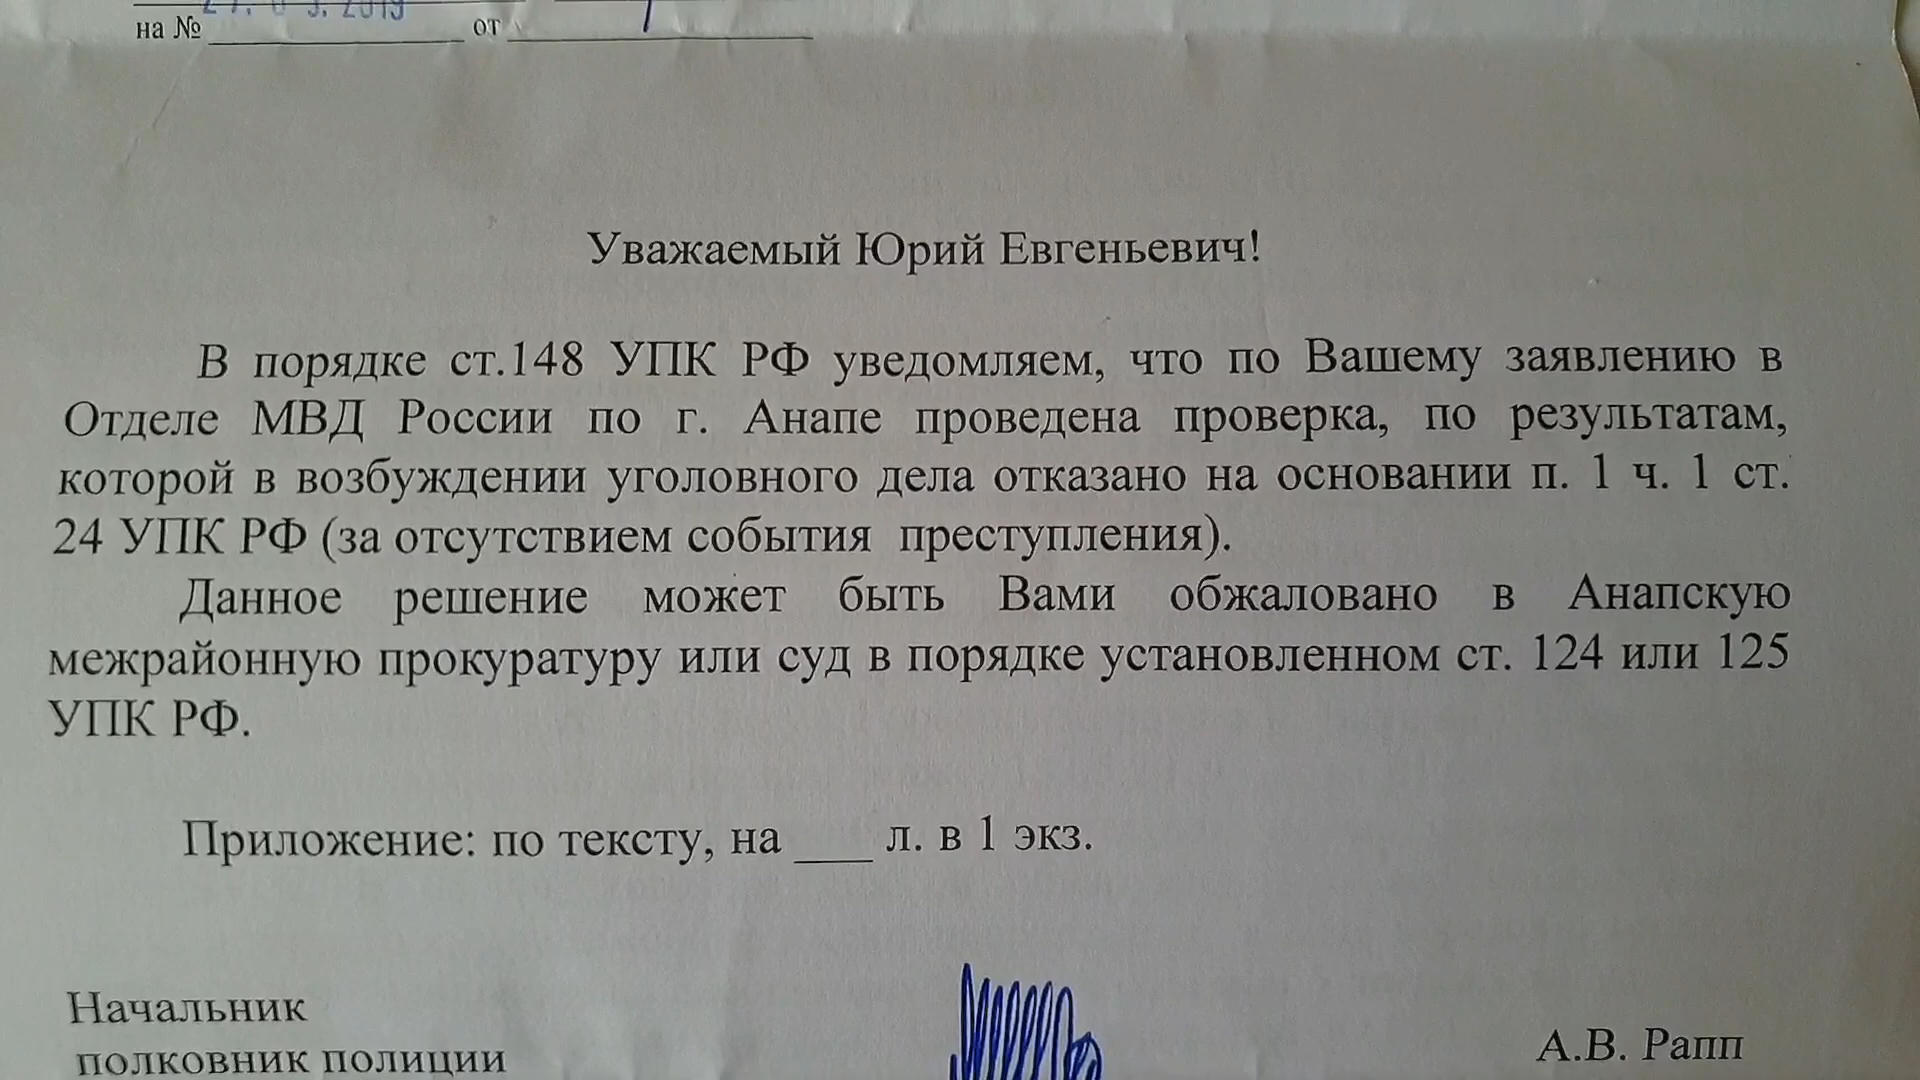 на № от
Уважаемый Юрий Евгеньевич!
В порядке ст.148 УПК РФ уведомляем, что по Вашему заявлению в
Отделе МВД России по г. Анапе проведена проверка, по результатам,
которой в возбуждении уголовного дела отказано на основании п. 1 ч. 1 ст.
24 УПК РФ (за отсутствием события преступления).
Данное решение может быть Вами обжаловано в Анапскую
межрайонную прокуратуру или суд в порядке установленном ст. 124 или 125
УПК РФ.
Приложение: по тексту, на ___ л. в 1 экз.
Начальник
полковник полиции А.В. Рапп